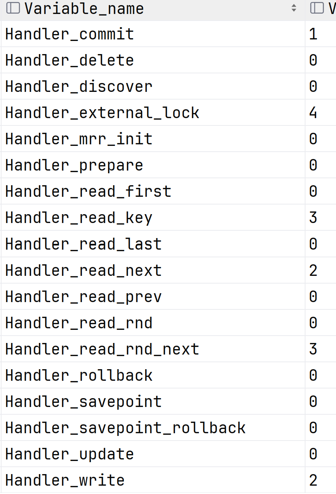 Variable_name V
Handler_commit 1
Handler_delete 0
Handler_discover 0
Handler_external_lock 4
Handler_mrr_init 0
Handler_prepare 0
Handler_read_first 0
Handler_read_key 3
Handler_read_last 0
Handler_read_next 2
Handler_read_prev 0
Handler_read_rnd 0
Handler_read_rnd_next 3
Handler_rollback 0
Handler_savepoint 0
Handler_savepoint_rollback 0
Handler_update 0
Handler_write 2